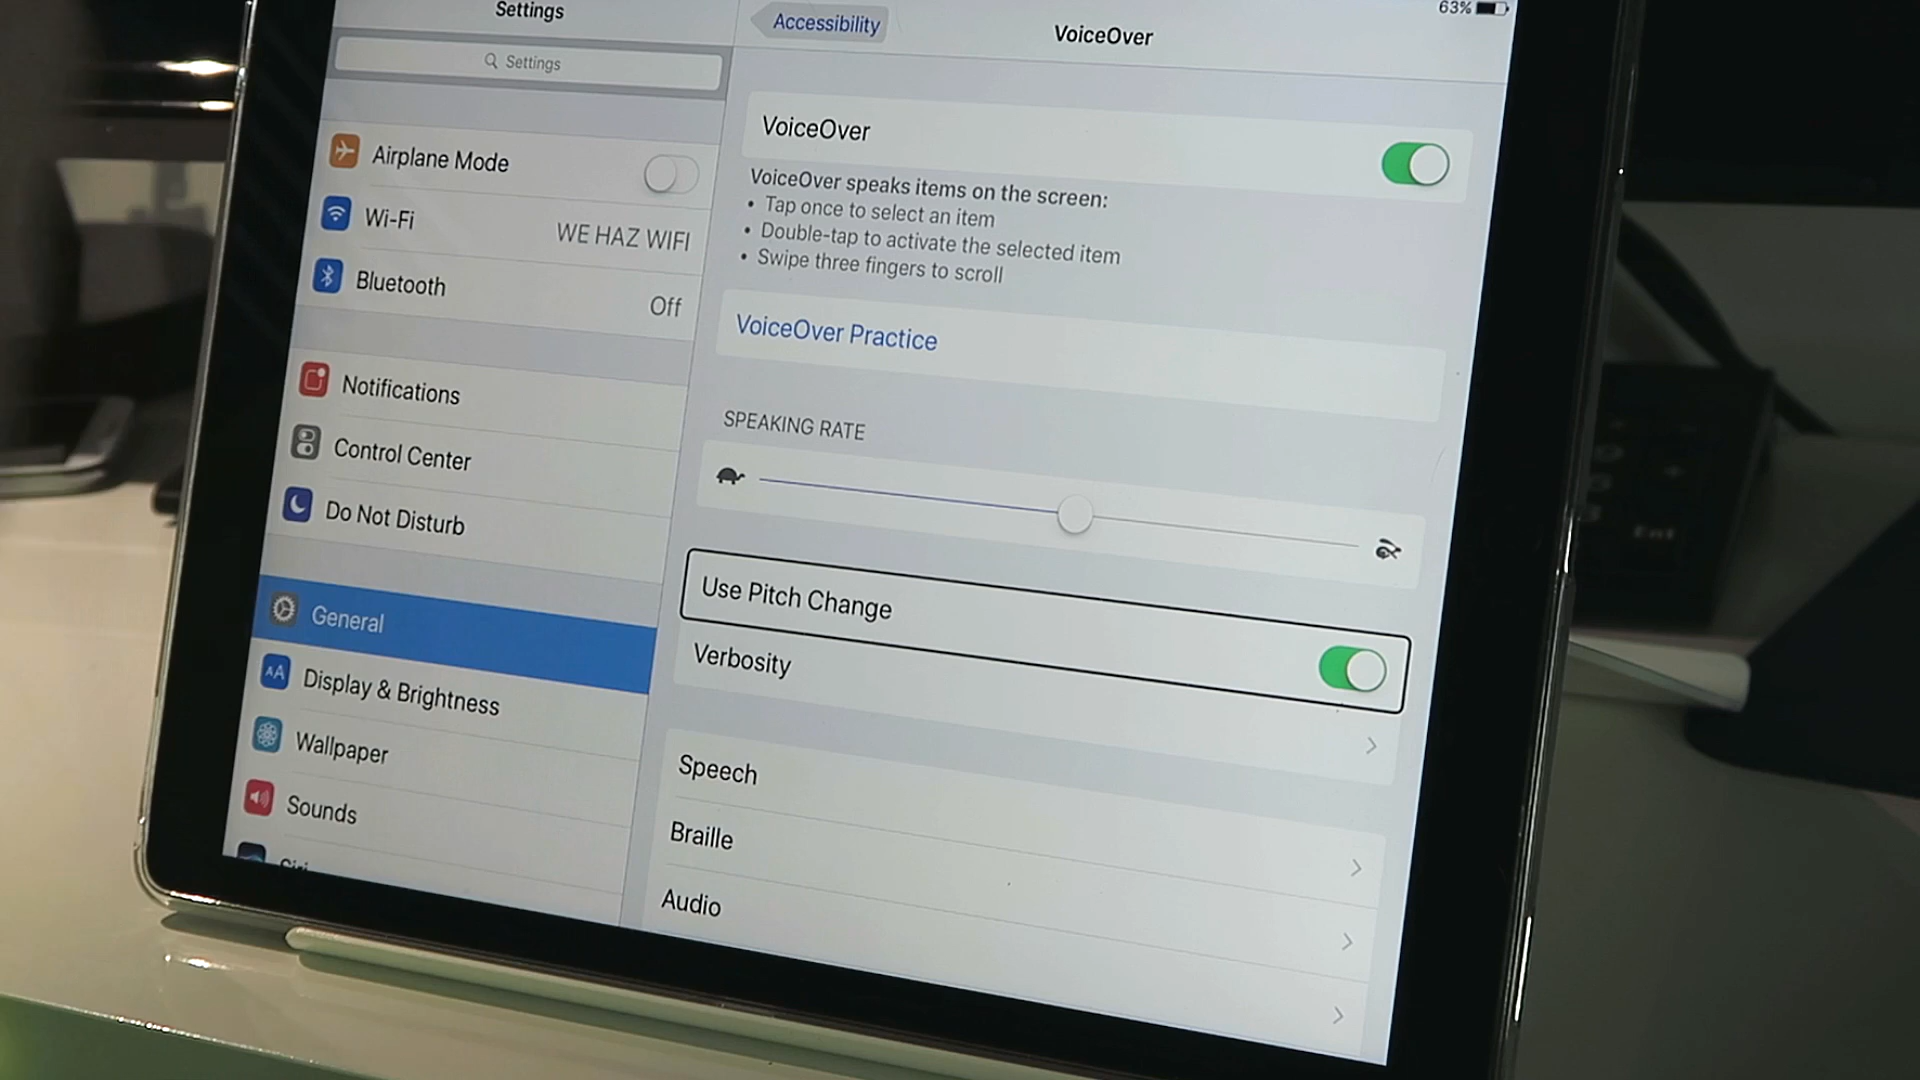 Settings
Settings
Airplane Mode
Wi-Fi WE HAZ WIFI
Bluetooth Off
Notifications
Control Center
Do Not Disturb
General
AA Display & Brightness
Wallpaper
Sounds
Siri
63%
Accessibility VoiceOver
VoiceOver
VoiceOver speaks items on the screen:
• Tap once to select an item
• Double-tap to activate the selected item
• Swipe three fingers to scroll
VoiceOver Practice
SPEAKING RATE
Use Pitch Change
Verbosity
Speech
Braille
Audio
Ent